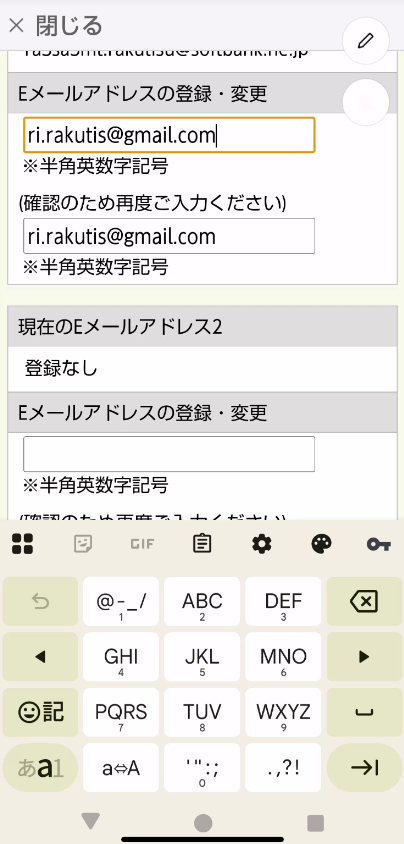 × 閉じる
Eメールアドレスの登録・変更
ri.rakutis@gmail.com
※半角英数字記号
(確認のため再度ご入力ください)
ri.rakutis@gmail.com
※半角英数字記号
現在のEメールアドレス2
登録なし
Eメールアドレスの登録・変更
※半角英数字記号
(確認のため再度ご入力ください)
GIF
@-_/ 1 ABC 2 DEF 3
GHI 4 JKL 5 MNO 6
記 PQRS 7 TUV 8 WXYZ 9
あa1 a⇔A '":; 0 .,?!